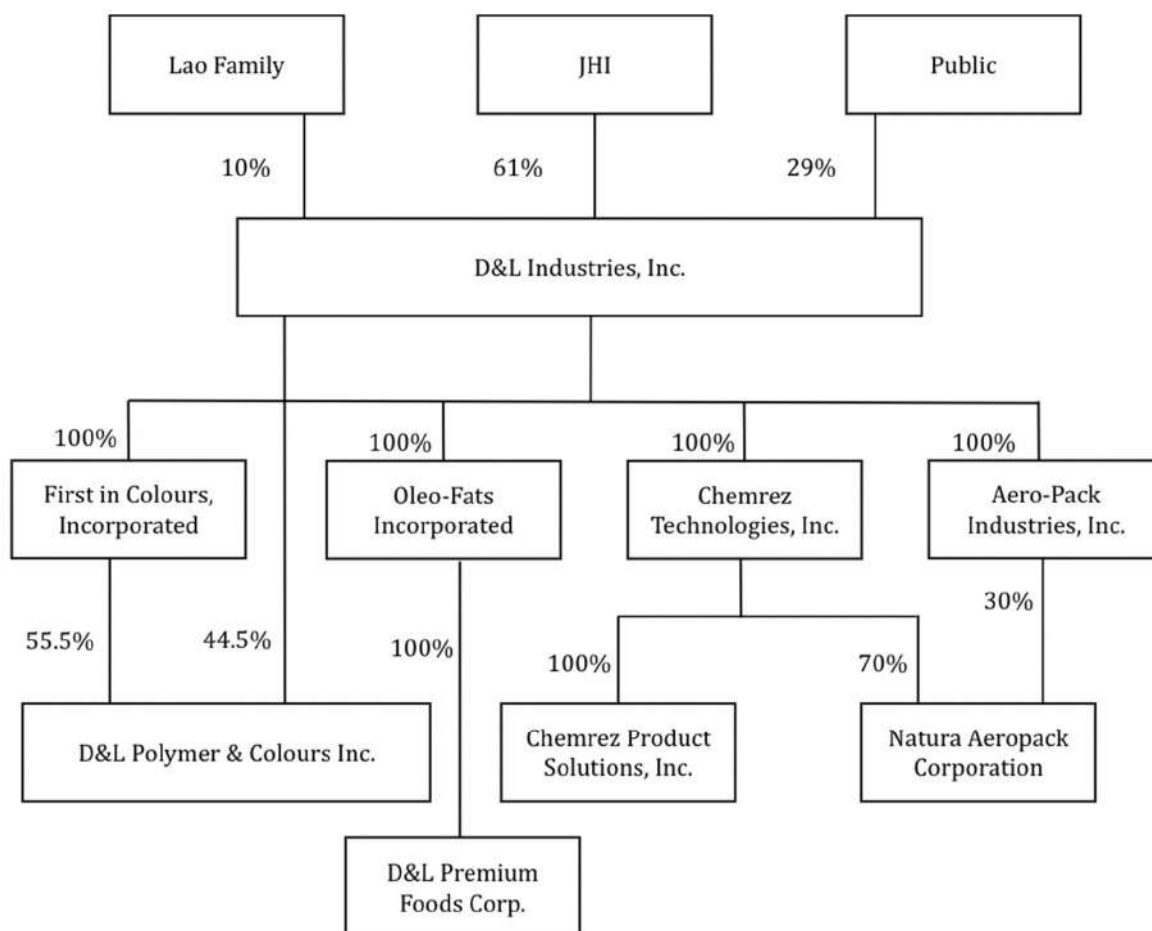 Lao Family
JHI
Public
10%
61%
29%
D&L Industries, Inc.
100%
100%
100%
100%
First in Colours,
Incorporated
Oleo-Fats
Incorporated
Chemrez
Technologies, Inc.
Aero-Pack
Industries, Inc.
55.5%
44.5%
100%
100%
70%
30%
D&L Polymer & Colours Inc.
Chemrez Product
Solutions, Inc.
Natura Aeropack
Corporation
D&L Premium
Foods Corp.